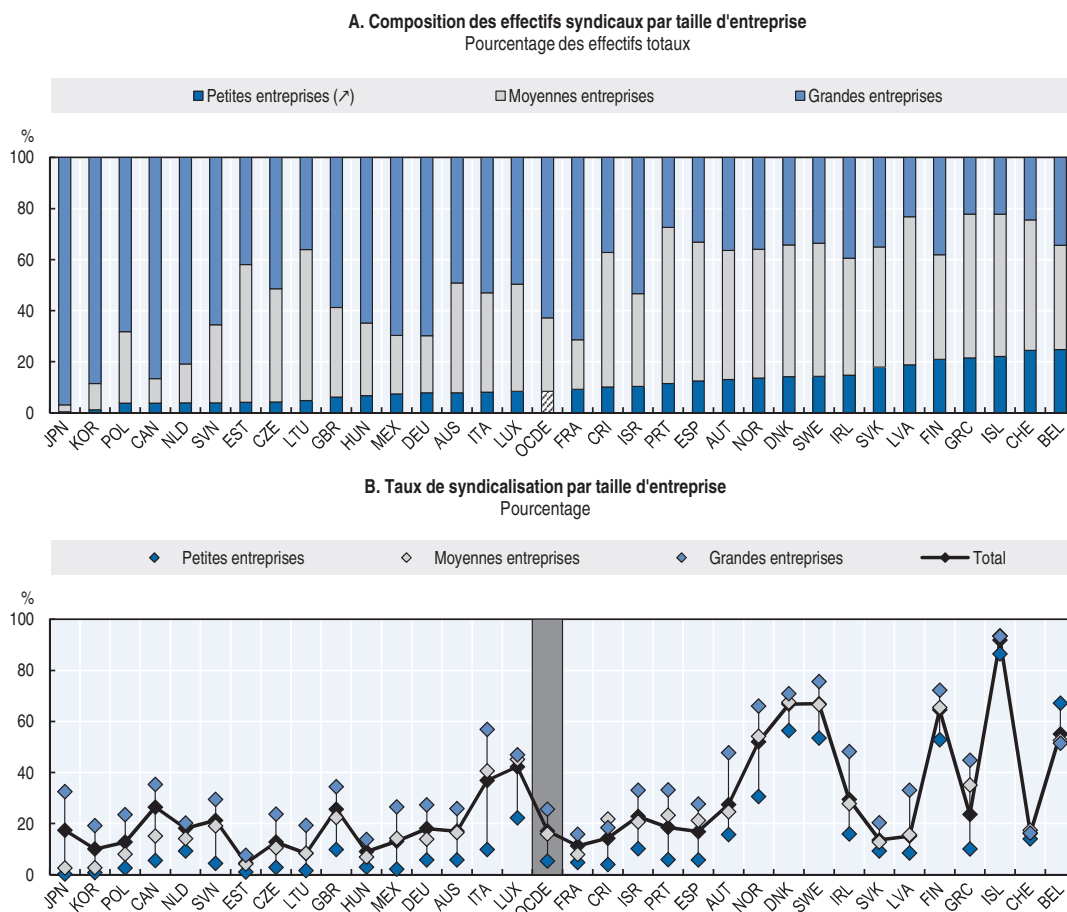 A. Composition des effectifs syndicaux par taille d'entreprise
Pourcentage des effectifs totaux
Petites entreprises (↗) Moyennes entreprises Grandes entreprises
%
100
80
60
40
20
0
JPN KOR POL CAN NLD SVN EST CZE LTU GBR HUN MEX DEU AUS ITA LUX OCDE FRA CRI ISR PRT ESP AUT NOR DNK SWE IRL SVK LVA FIN GRC ISL CHE BEL
B. Taux de syndicalisation par taille d'entreprise
Pourcentage
Petites entreprises Moyennes entreprises Grandes entreprises Total
%
100
80
60
40
20
0
JPN KOR POL CAN NLD SVN EST CZE LTU GBR HUN MEX DEU AUS ITA LUX OCDE FRA CRI ISR PRT ESP AUT NOR DNK SWE IRL SVK LVA FIN GRC ISL CHE BEL